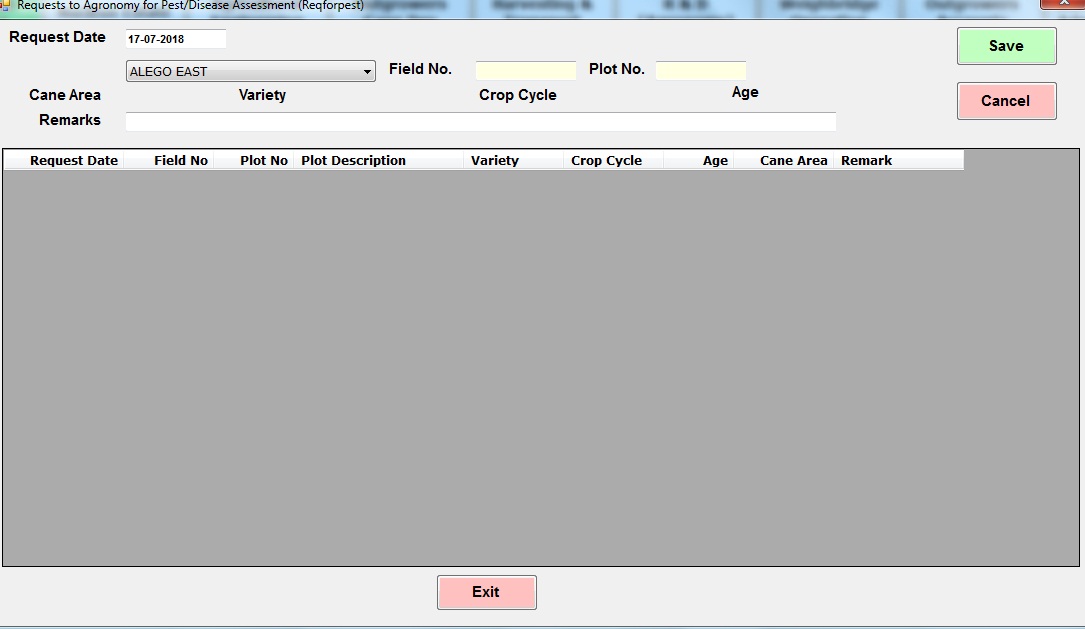 Requests to Agronomy for Pest/Disease Assessment (Reqforpest)
Request Date 17-07-2018 Save
ALEGO EAST Field No. Plot No.
Cane Area Variety Crop Cycle Age Cancel
Remarks
Request Date Field No Plot No Plot Description Variety Crop Cycle Age Cane Area Remark
Exit